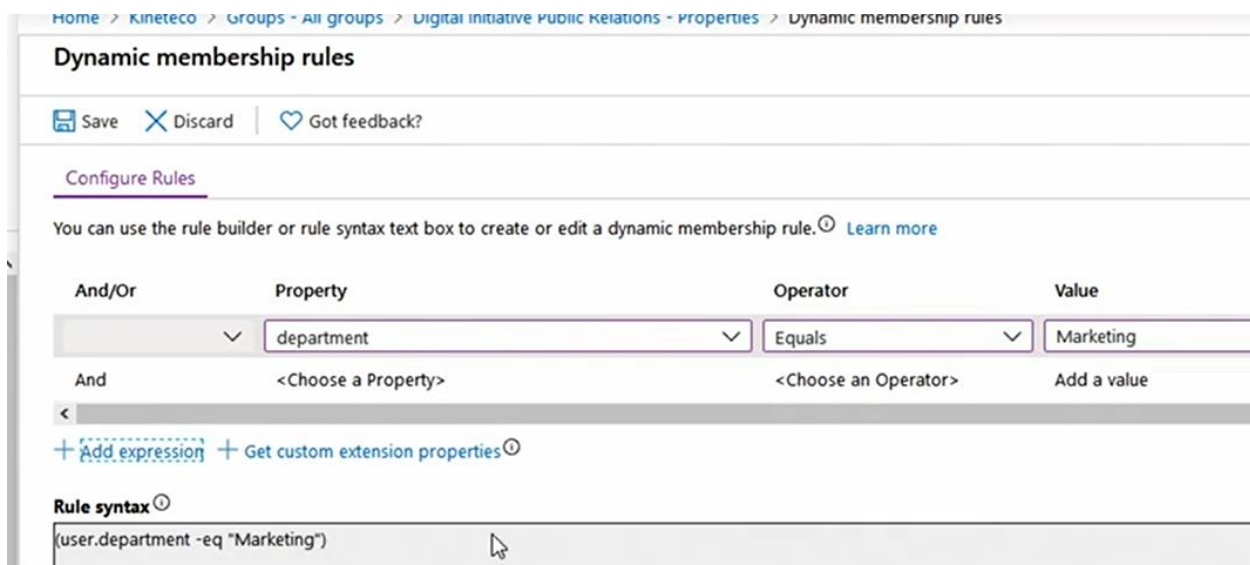 Home > Kineteco > Groups - All groups > Digital Initiative Public Relations - Properties > Dynamic membership rules
Dynamic membership rules
Save Discard Got feedback?
Configure Rules
You can use the rule builder or rule syntax text box to create or edit a dynamic membership rule. Learn more
And/Or Property Operator Value
department Equals Marketing
And <Choose a Property> <Choose an Operator> Add a value
+ Add expression + Get custom extension properties
Rule syntax
(user.department -eq "Marketing")